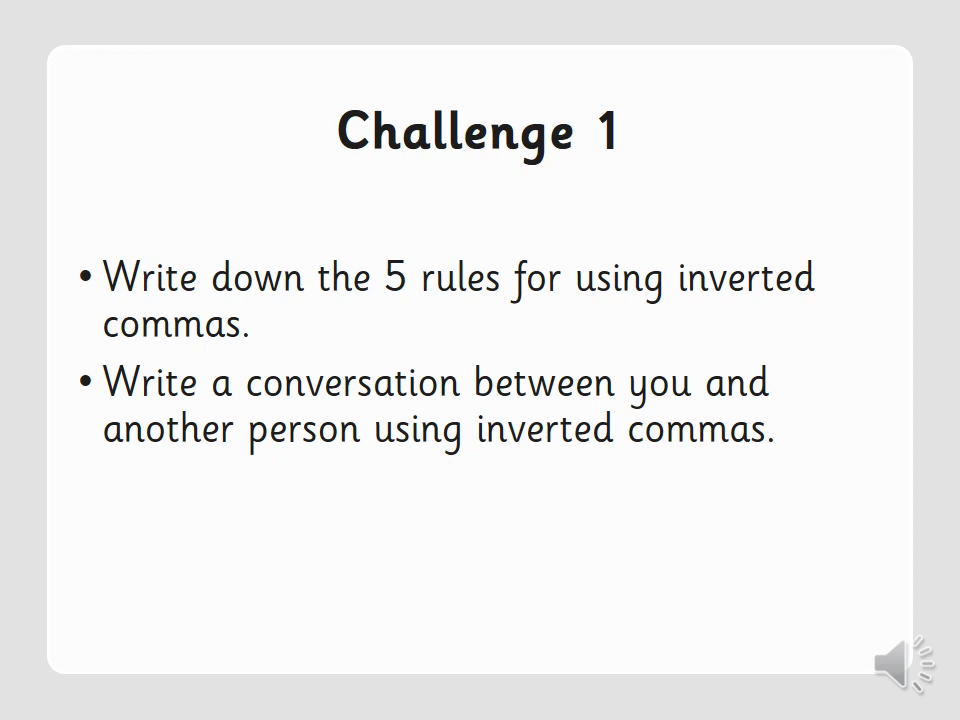 Challenge 1
• Write down the 5 rules for using inverted
commas.
• Write a conversation between you and
another person using inverted commas.